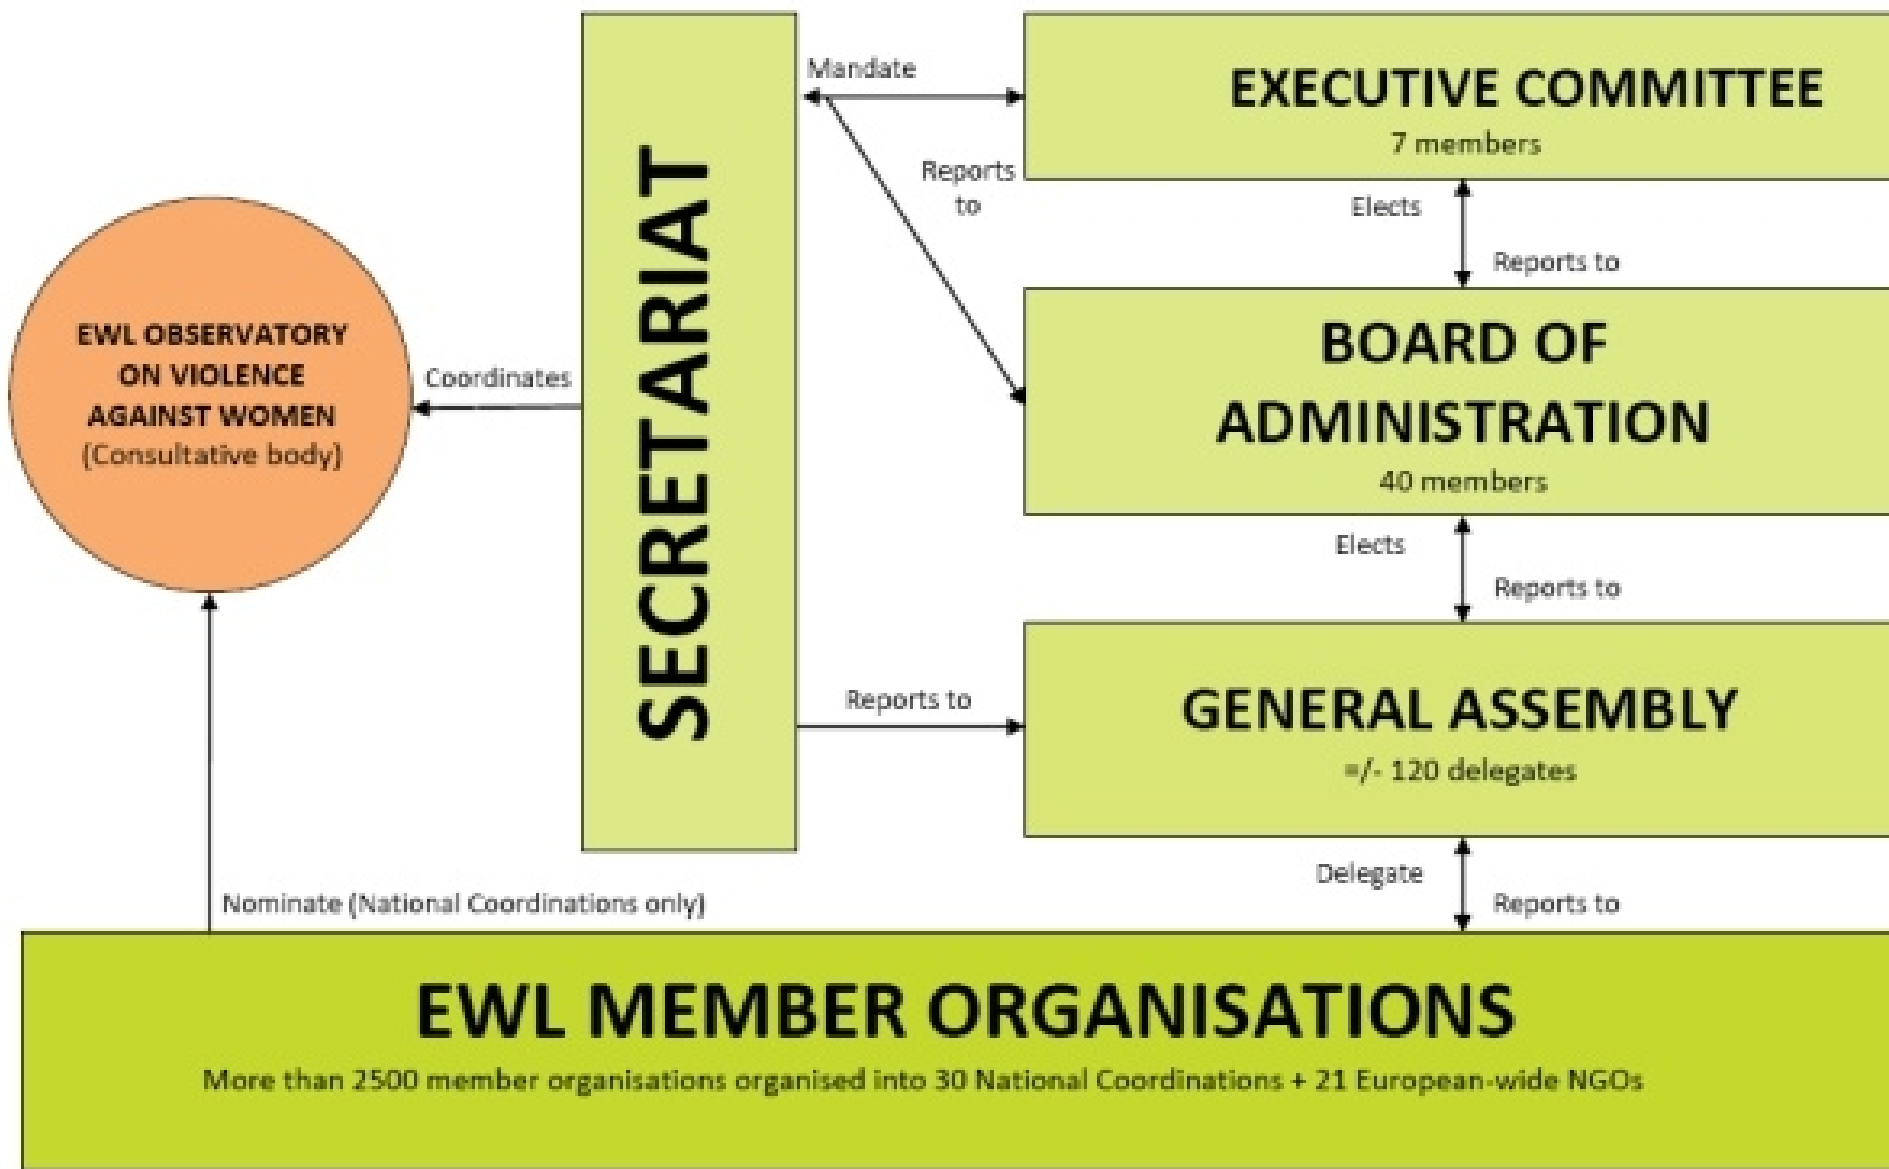 Mandate
EXECUTIVE COMMITTEE
7 members
Reports
to
Elects
Reports to
SECRETARIAT
EWL OBSERVATORY
ON VIOLENCE
AGAINST WOMEN
(Consultative body)
Coordinates
BOARD OF
ADMINISTRATION
40 members
Elects
Reports to
Reports to
GENERAL ASSEMBLY
=/- 120 delegates
Delegate
Reports to
Nominate (National Coordinations only)
EWL MEMBER ORGANISATIONS
More than 2500 member organisations organised into 30 National Coordinations + 21 European-wide NGOs